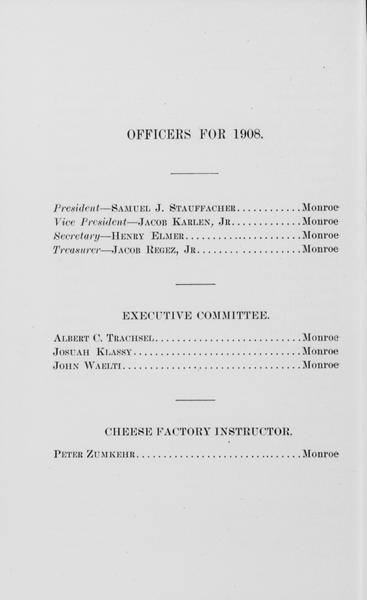 OFFICERS FOR 1908.
President—SAMUEL J. STAUFFACHER............Monroe
Vice President—JACOB KARLEN, JR.............Monroe
Secretary—HENRY ELMER......................Monroe
Treasurer—JACOB REGEZ, JR...................Monroe
EXECUTIVE COMMITTEE.
ALBERT C. TRACHSEL...........................Monroe
JOSUAH KLASSY................................Monroe
JOHN WAELTI..................................Monroe
CHEESE FACTORY INSTRUCTOR.
PETER ZUMKEHR...............................Monroe